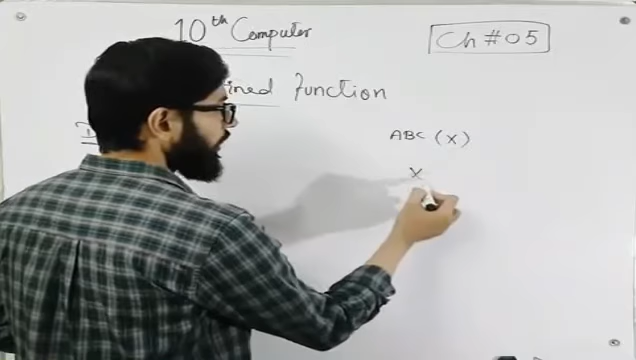 10th Computer
Ch # 05
ined Function
ABC (X)
X